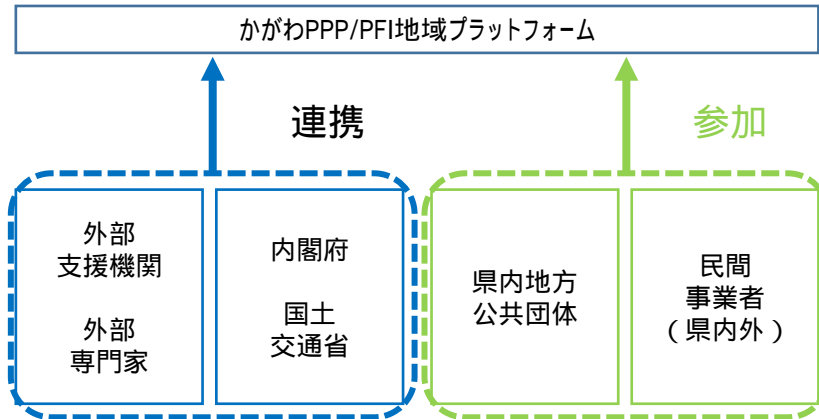 かがわPPP/PFI地域プラットフォーム
連携
参加
外部
支援機関
外部
専門家
内閣府
国土
交通省
県内地方
公共団体
民間
事業者
(県内外)